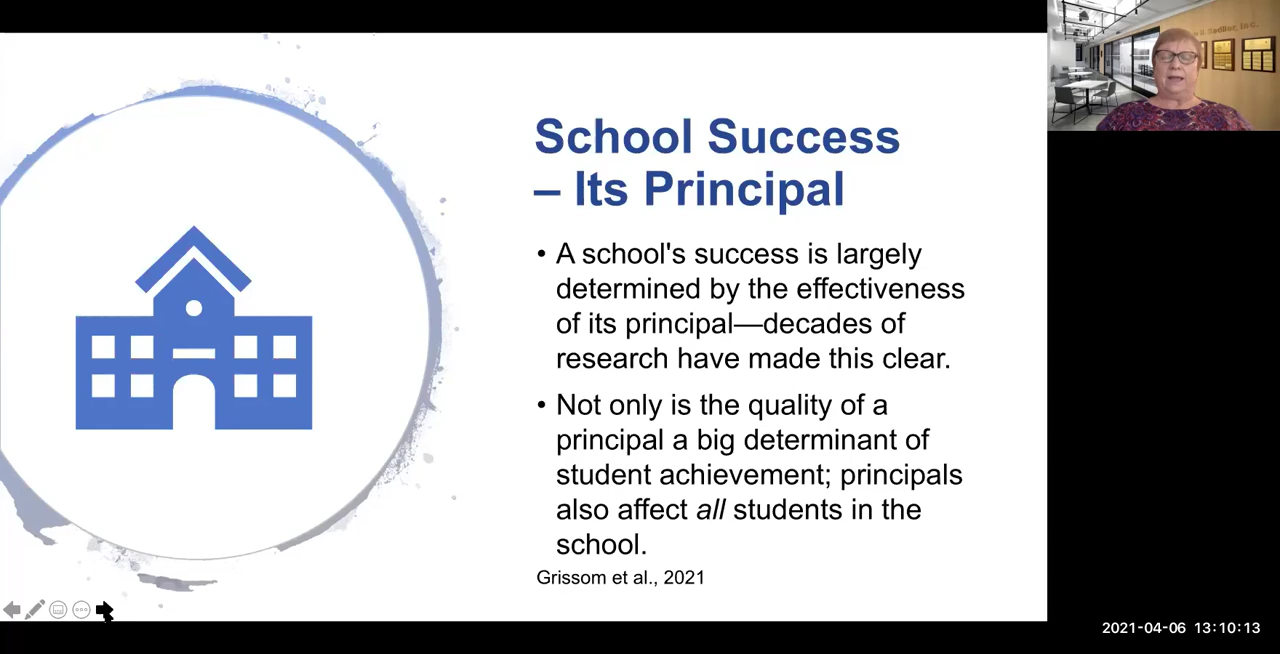 School Success
– Its Principal
• A school's success is largely
determined by the effectiveness
of its principal—decades of
research have made this clear.
• Not only is the quality of a
principal a big determinant of
student achievement; principals
also affect all students in the
school.
Grissom et al., 2021
2021-04-06 13:10:13